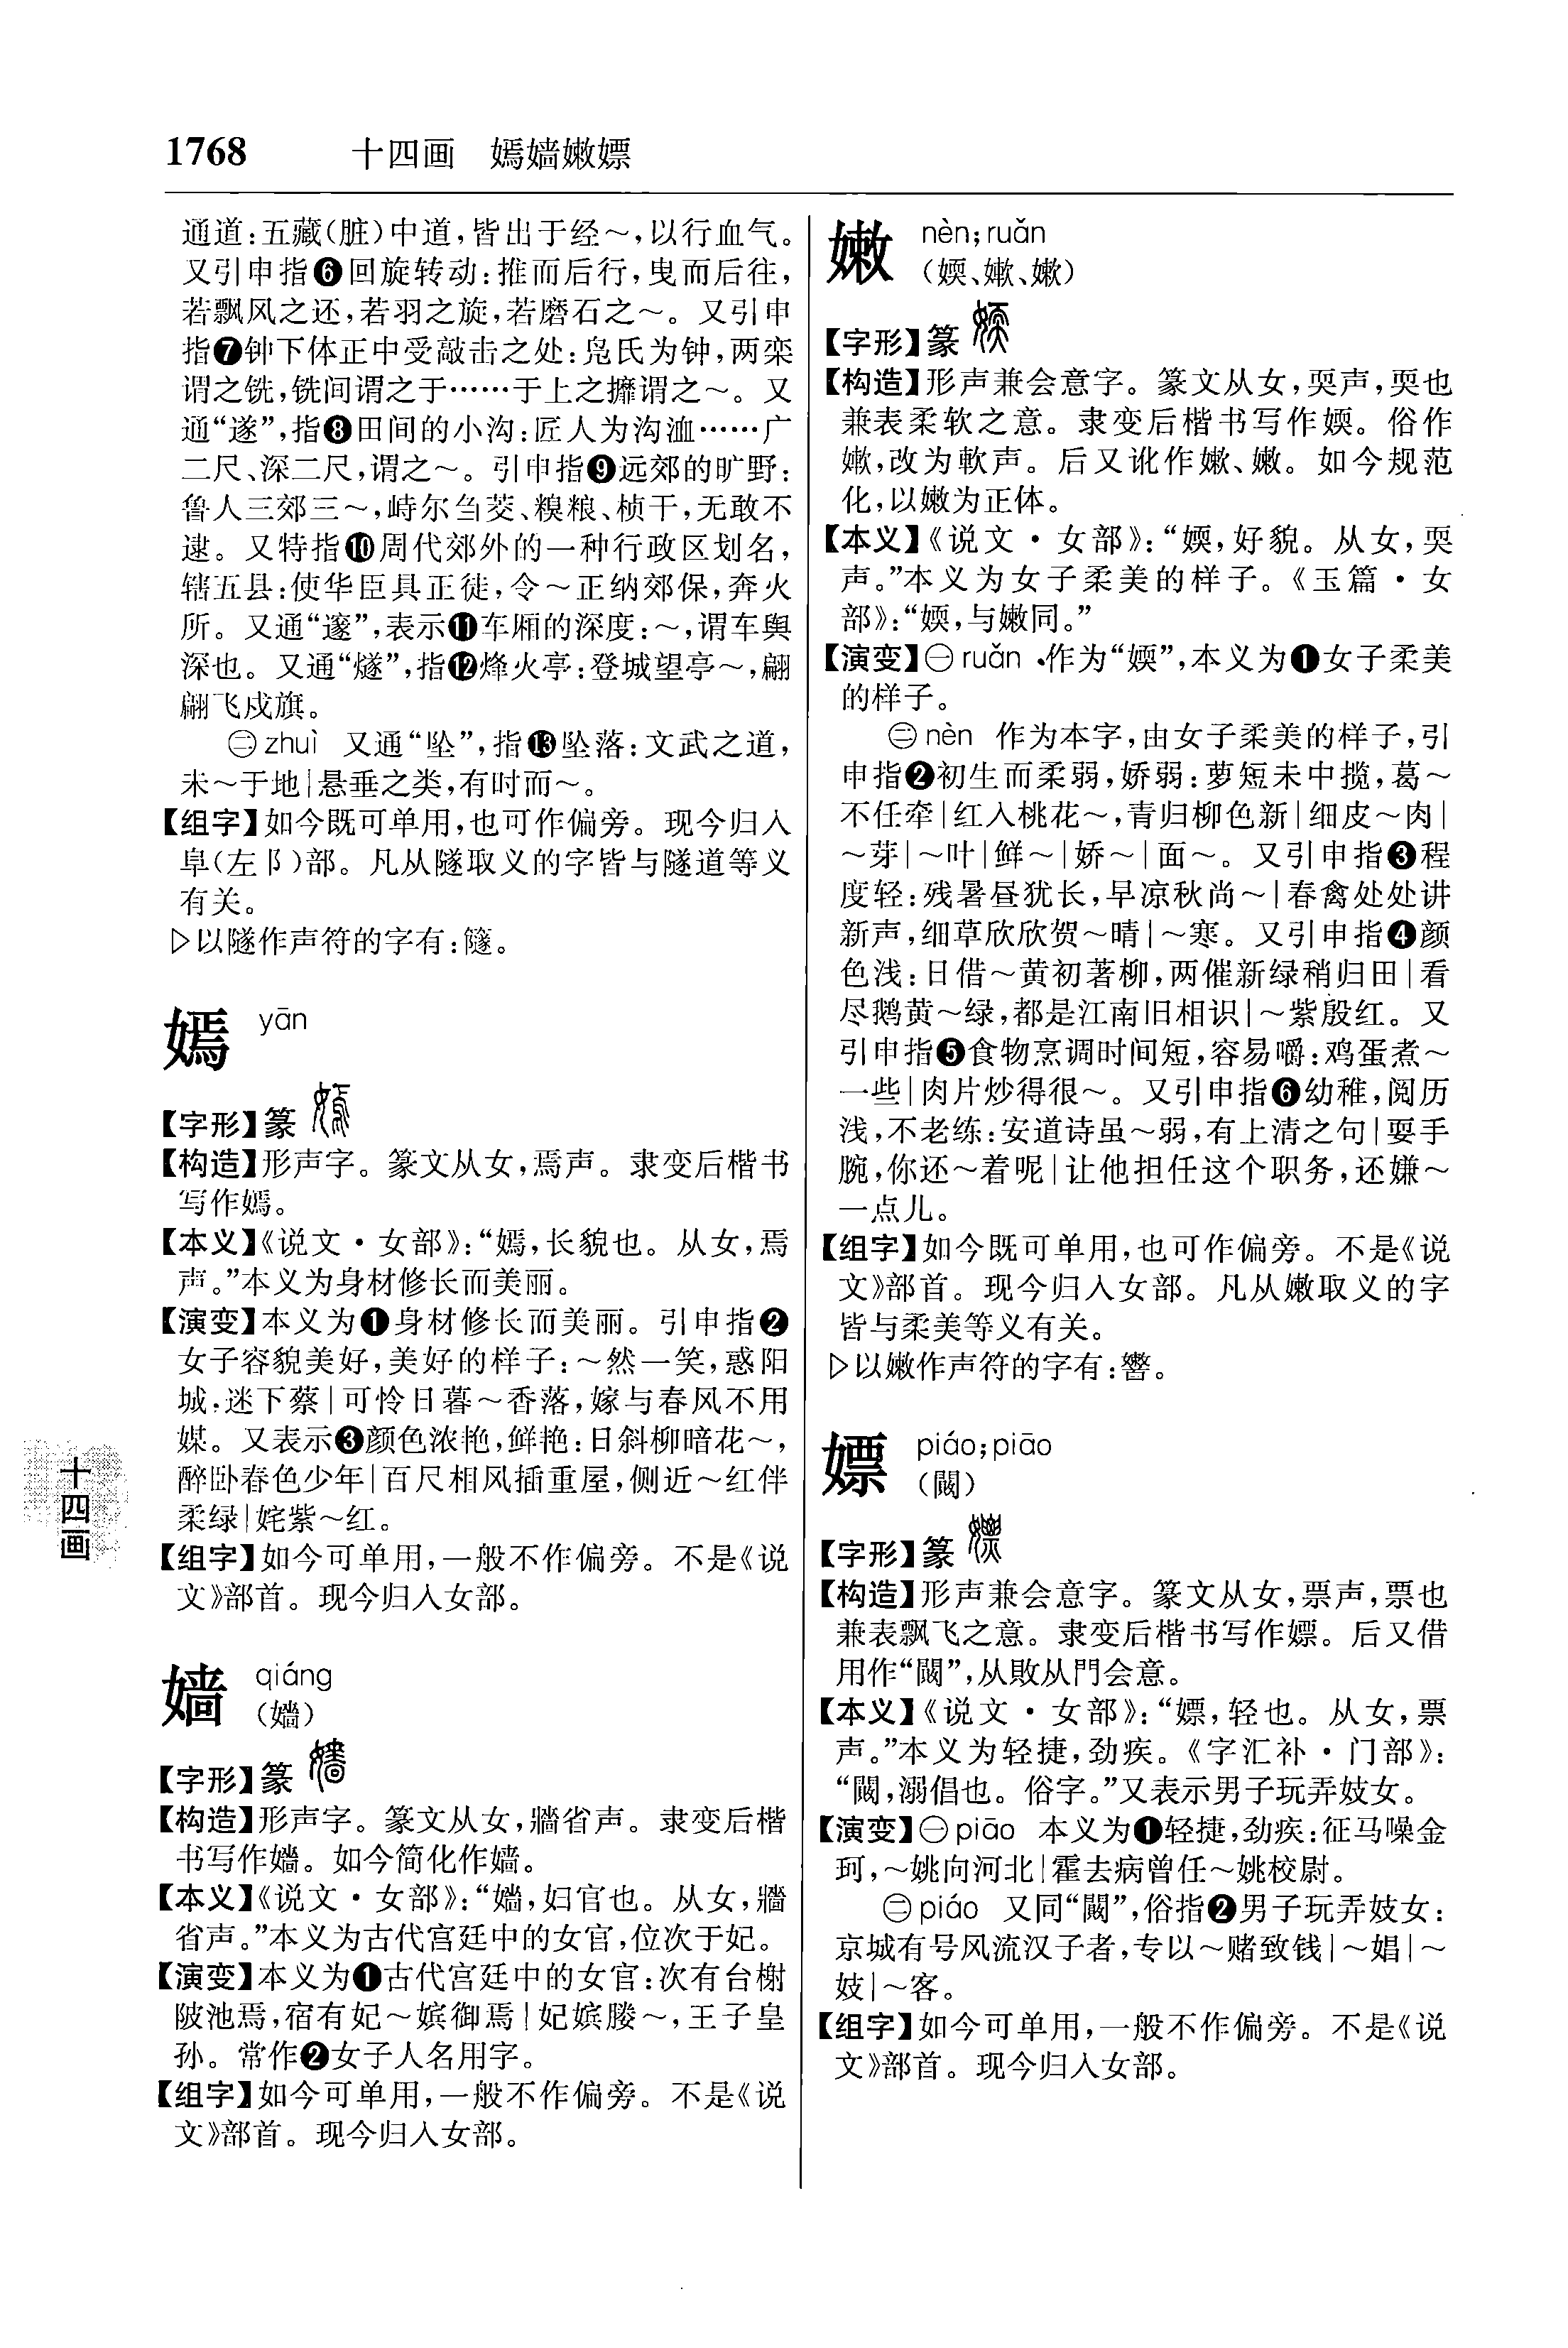 1768 十四画 嫣嫱嫩嫖
通道:五藏(脏)中道,皆出于经～,以行血气。
又引申指❻回旋转动:推而后行,曳而后往,
若飘风之还,若羽之旋,若磨石之～。又引申
指❼钟下体正中受敲击之处:凫氏为钟,两栾
谓之铣,铣间谓之于……于上之攠谓之～。又
通“遂”,指❽田间的小沟:匠人为沟洫……广
二尺、深二尺,谓之～。引申指❾远郊的旷野:
鲁人三郊三～,峙尔刍茭、糗粮、桢干,无敢不
逮。又特指❿周代郊外的一种行政区划名,
辖五县:使华臣具正徒,令～正纳郊保,奔火
所。又通“邃”,表示⓫车厢的深度:～,谓车舆
深也。又通“燧”,指⓬烽火亭:登城望亭～,翩
翩飞戍旗。
㊁zhuì 又通“坠”,指⓭坠落:文武之道,
未～于地|悬垂之类,有时而～。
【组字】如今既可单用,也可作偏旁。现今归入
阜(左阝)部。凡从隧取义的字皆与隧道等义
有关。
▷以隧作声符的字有:䥙。
嫣 yān
【字形】篆
【构造】形声字。篆文从女,焉声。隶变后楷书
写作嫣。
【本义】《说文·女部》:“嫣,长貌也。从女,焉
声。”本义为身材修长而美丽。
【演变】本义为❶身材修长而美丽。引申指❷
女子容貌美好,美好的样子:～然一笑,惑阳
城,迷下蔡|可怜日暮～香落,嫁与春风不用
媒。又表示❸颜色浓艳,鲜艳:日斜柳暗花～,
醉卧春色少年|百尺相风插重屋,侧近～红伴
柔绿|姹紫～红。
【组字】如今可单用,一般不作偏旁。不是《说
文》部首。现今归入女部。
嫱 qiáng
(嬙)
【字形】篆
【构造】形声字。篆文从女,牆省声。隶变后楷
书写作嬙。如今简化作嫱。
【本义】《说文·女部》:“嬙,妇官也。从女,牆
省声。”本义为古代宫廷中的女官,位次于妃。
【演变】本义为❶古代宫廷中的女官:次有台榭
陂池焉,宿有妃～嫔御焉|妃嫔媵～,王子皇
孙。常作❷女子人名用字。
【组字】如今可单用,一般不作偏旁。不是《说
文》部首。现今归入女部。
嫩 nèn;ruǎn
(媆、嫰、嫰)
【字形】篆
【构造】形声兼会意字。篆文从女,耎声,耎也
兼表柔软之意。隶变后楷书写作媆。俗作
嫰,改为軟声。后又讹作嫰、嫩。如今规范
化,以嫩为正体。
【本义】《说文·女部》:“媆,好貌。从女,耎
声。”本义为女子柔美的样子。《玉篇·女
部》:“媆,与嫩同。”
【演变】㊀ruǎn 作为“媆”,本义为❶女子柔美
的样子。
㊁nèn 作为本字,由女子柔美的样子,引
申指❷初生而柔弱,娇弱:萝短未中揽,葛～
不任牵|红入桃花～,青归柳色新|细皮～肉|
～芽|～叶|鲜～|娇～|面～。又引申指❸程
度轻:残暑昼犹长,早凉秋尚～|春禽处处讲
新声,细草欣欣贺～晴|～寒。又引申指❹颜
色浅:日借～黄初著柳,两催新绿稍归田|看
尽鹅黄～绿,都是江南旧相识|～紫殷红。又
引申指❺食物烹调时间短,容易嚼:鸡蛋煮～
一些|肉片炒得很～。又引申指❻幼稚,阅历
浅,不老练:安道诗虽～弱,有上清之句|耍手
腕,你还～着呢|让他担任这个职务,还嫌～
一点儿。
【组字】如今既可单用,也可作偏旁。不是《说
文》部首。现今归入女部。凡从嫩取义的字
皆与柔美等义有关。
▷以嫩作声符的字有:
嫖 piáo;piāo
(闝)
【字形】篆
【构造】形声兼会意字。篆文从女,票声,票也
兼表飘飞之意。隶变后楷书写作嫖。后又借
用作“闝”,从敗从門会意。
【本义】《说文·女部》:“嫖,轻也。从女,票
声。”本义为轻捷,劲疾。《字汇补·门部》:
“闝,溺倡也。俗字。”又表示男子玩弄妓女。
【演变】㊀piāo 本义为❶轻捷,劲疾:征马噪金
珂,～姚向河北|霍去病曾任～姚校尉。
㊁piáo 又同“闝”,俗指❷男子玩弄妓女:
京城有号风流汉子者,专以～赌致钱|～娼|～
妓|～客。
【组字】如今可单用,一般不作偏旁。不是《说
文》部首。现今归入女部。
十四画